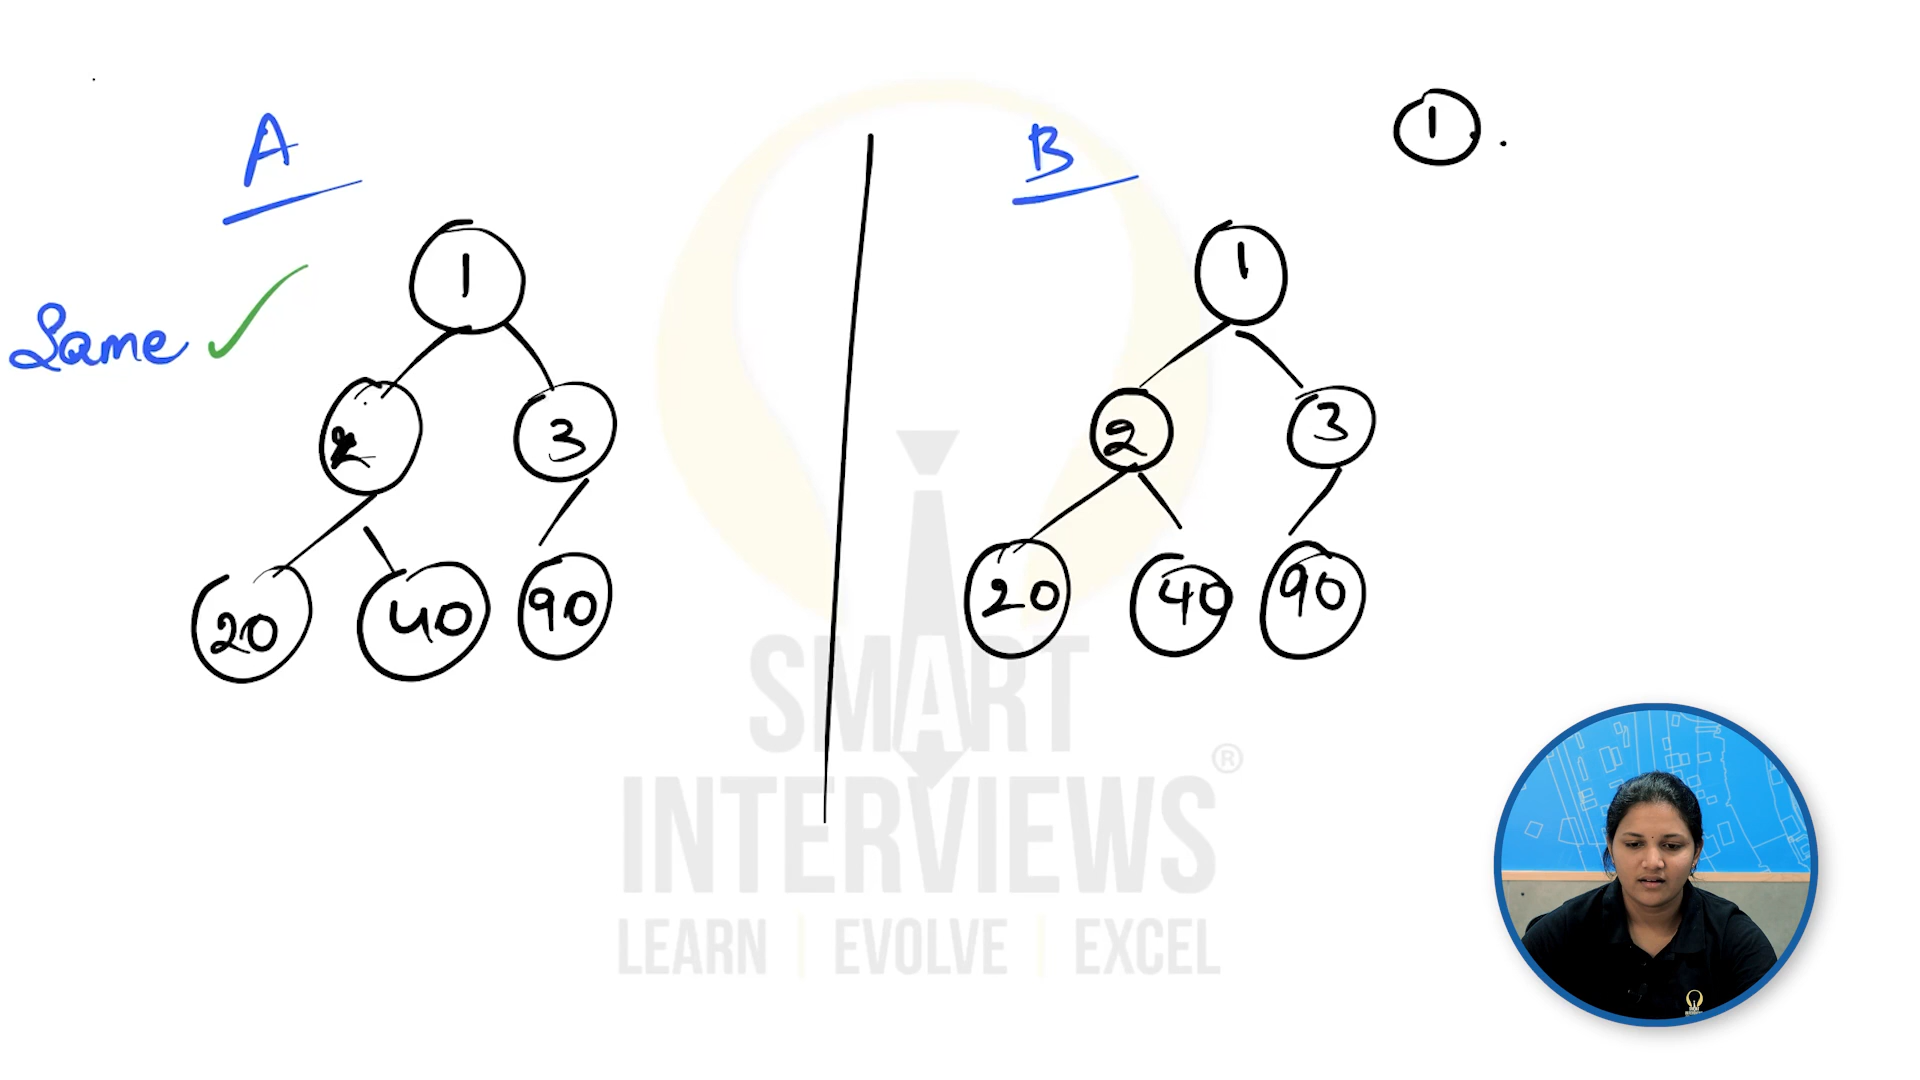 A
B
1
1
1
Same
2
3
2
3
20
40
90
20
40
90
SMART
INTERVIEWS®
LEARN | EVOLVE | EXCEL